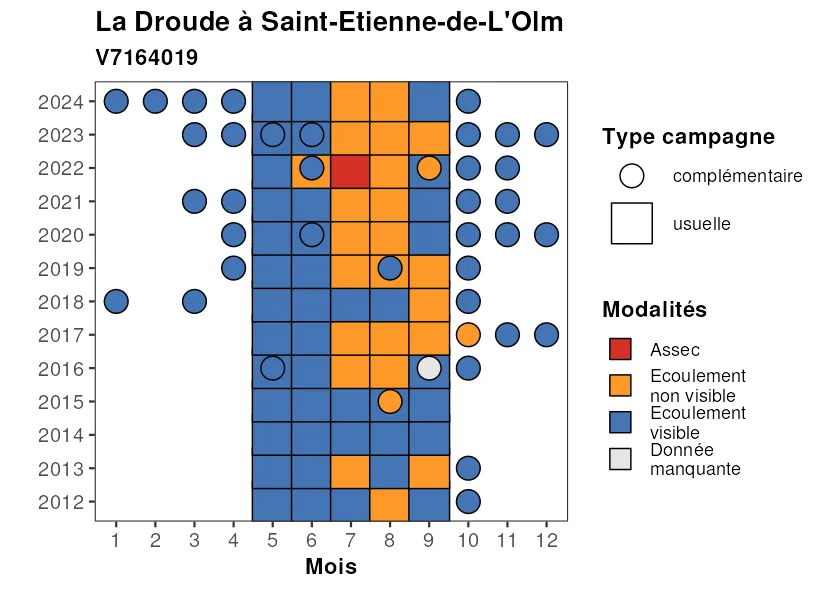 La Droude à Saint-Etienne-de-L'Olm
V7164019
2024
2023
2022
2021
2020
2019
2018
2017
2016
2015
2014
2013
2012
1 2 3 4 5 6 7 8 9 10 11 12
Mois
Type campagne
complémentaire
usuelle
Modalités
Assec
Ecoulement
non visible
Ecoulement
visible
Donnée
manquante